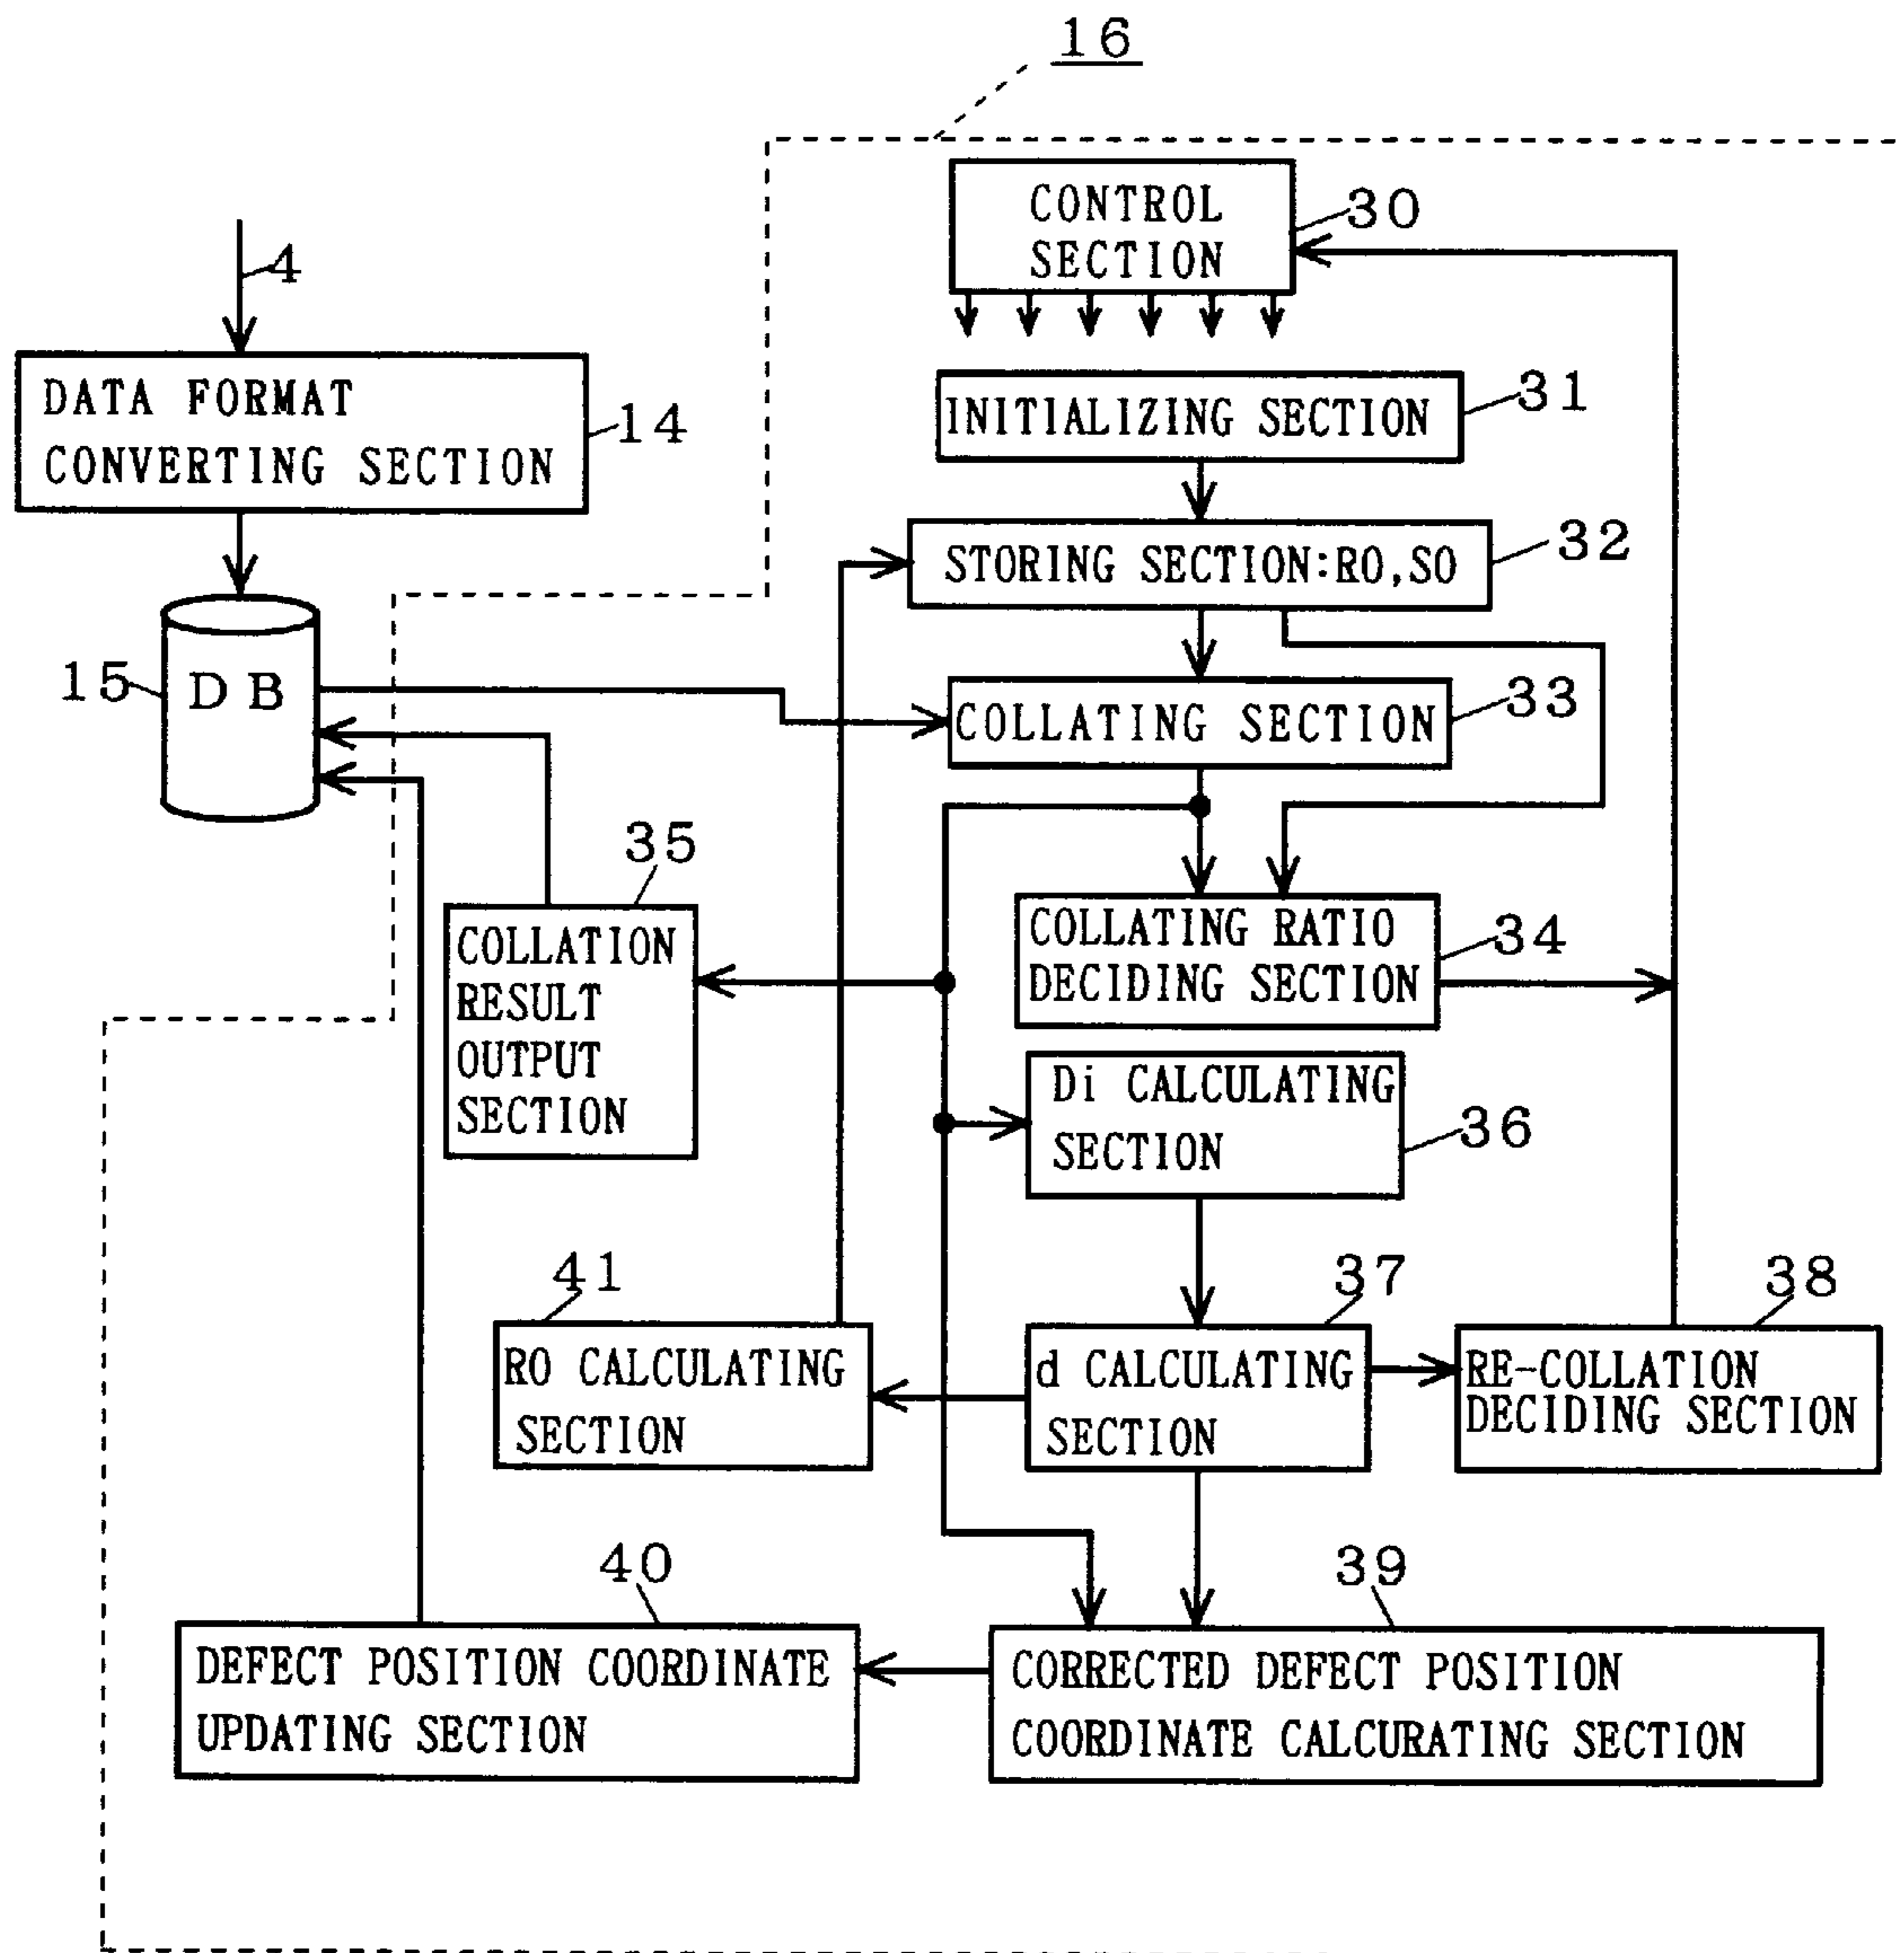 16
CONTROL
SECTION
30
4
DATA FORMAT
CONVERTING SECTION
14
INITIALIZING SECTION
31
STORING SECTION:R0,S0
32
15
DB
COLLATING SECTION
33
35
COLLATION
RESULT
OUTPUT
SECTION
COLLATING RATIO
DECIDING SECTION
34
Di CALCULATING
SECTION
36
41
R0 CALCULATING
SECTION
37
d CALCULATING
SECTION
38
RE-COLLATION
DECIDING SECTION
40
DEFECT POSITION COORDINATE
UPDATING SECTION
39
CORRECTED DEFECT POSITION
COORDINATE CALCURATING SECTION